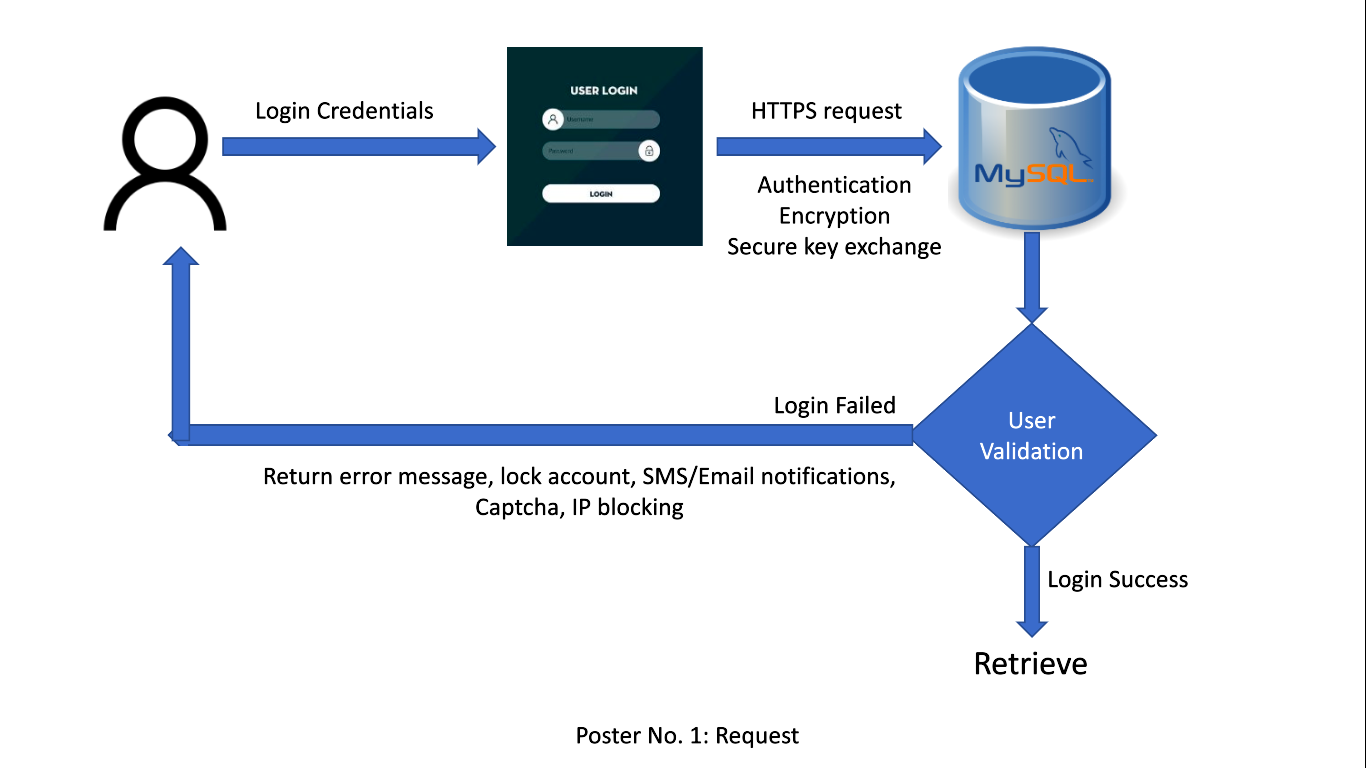 Login Credentials
USER LOGIN
Username
Password
LOGIN
HTTPS request
Authentication
Encryption
Secure key exchange
MySQL
User
Validation
Login Failed
Return error message, lock account, SMS/Email notifications,
Captcha, IP blocking
Login Success
Retrieve
Poster No. 1: Request